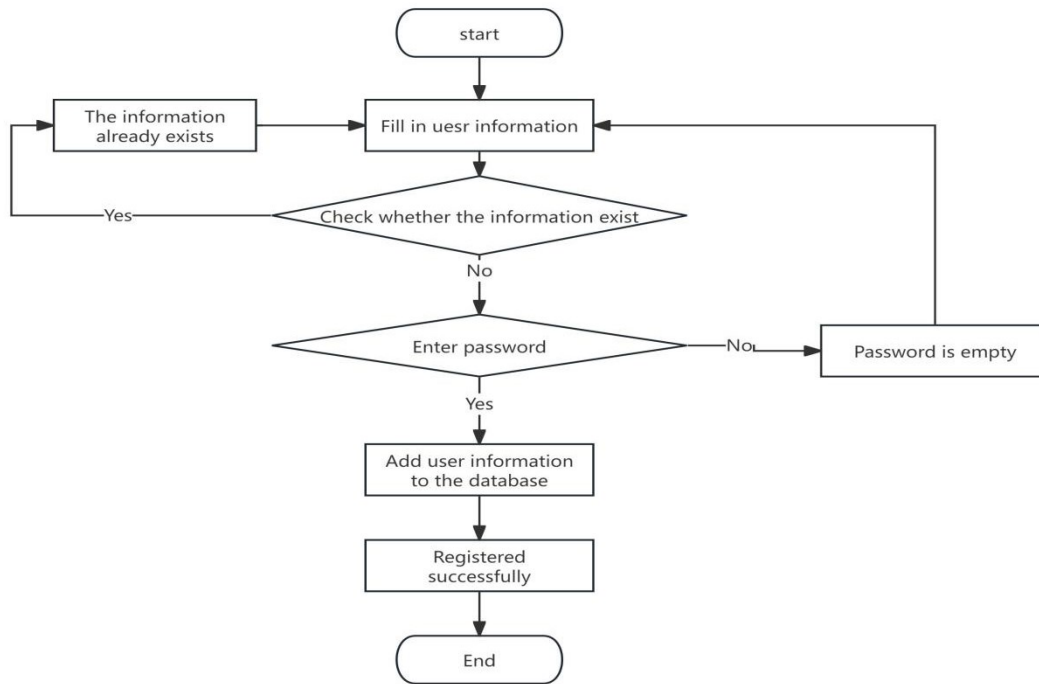 start
The information
already exists
Fill in uesr information
Yes
Check whether the information exist
No
Enter password
No
Password is empty
Yes
Add user information
to the database
Registered
successfully
End